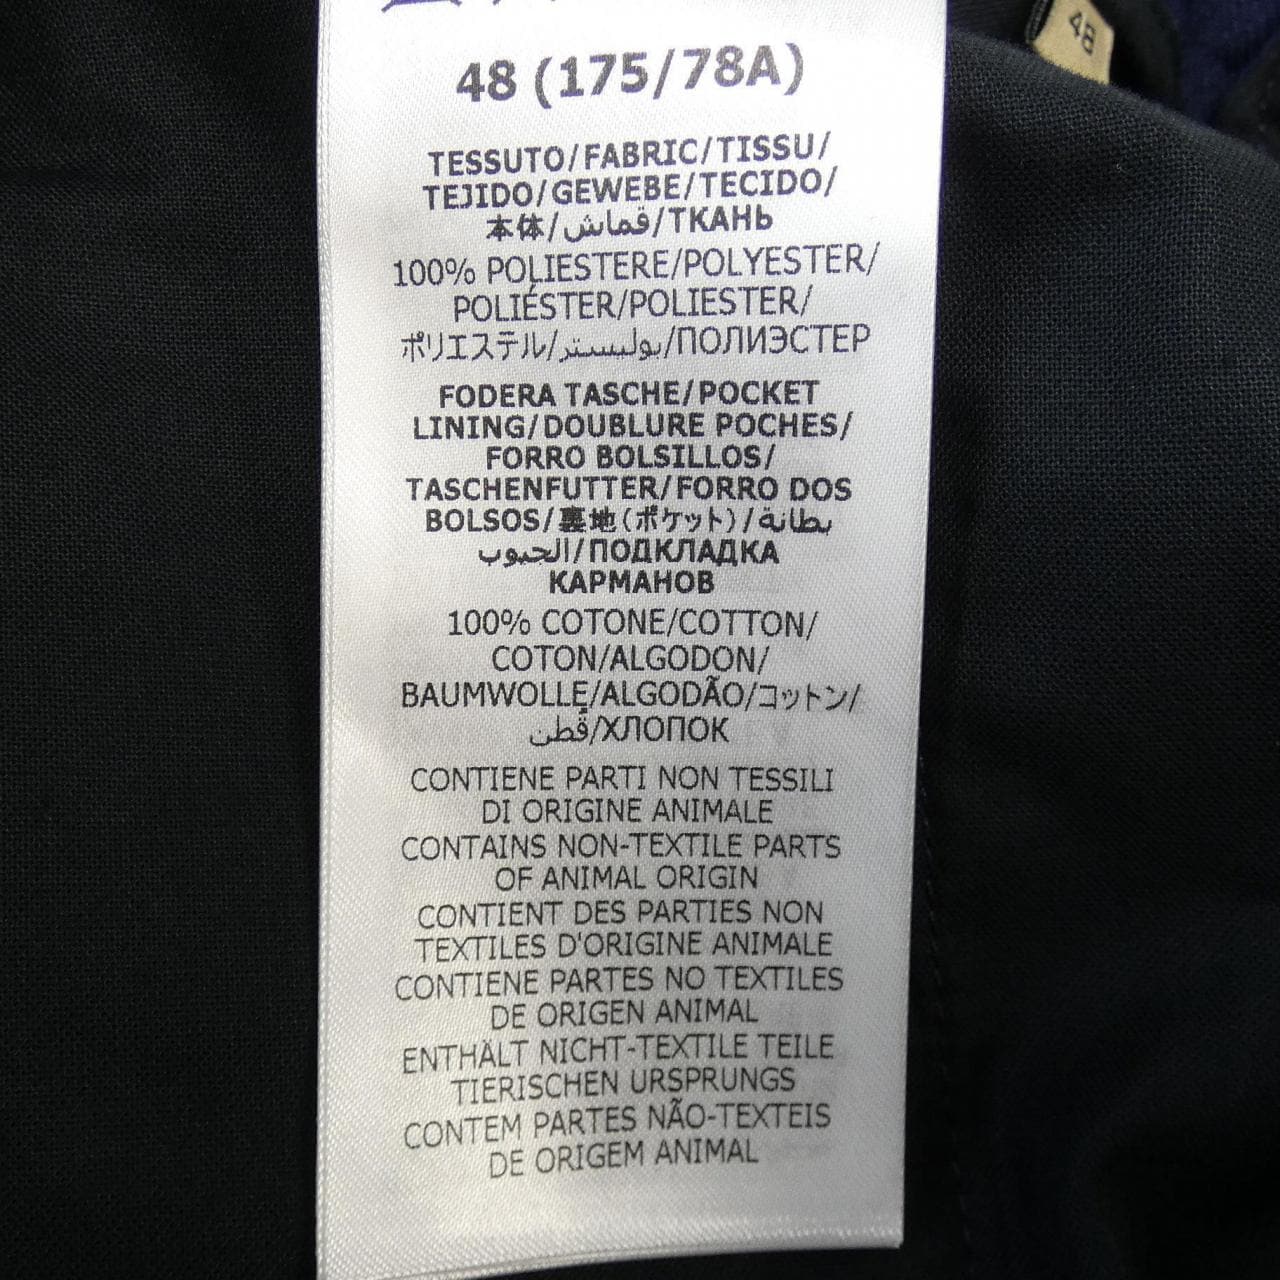 48
48 (175/78A)
TESSUTO/FABRIC/TISSU/
TEJIDO/GEWEBE/TECIDO/
本体/قماش/ТКАНЬ
100% POLIESTERE/POLYESTER/
POLIÉSTER/POLIESTER/
ポリエステル/بوليستر/ПОЛИЭСТЕР
FODERA TASCHE/POCKET
LINING/DOUBLURE POCHES/
FORRO BOLSILLOS/
TASCHENFUTTER/FORRO DOS
BOLSOS/裏地(ポケット)/بطانة
الجيوب/ПОДКЛАДКА
КАРМАНОВ
100% COTONE/COTTON/
COTON/ALGODON/
BAUMWOLLE/ALGODÃO/コットン/
قطن/ХЛОПОК
CONTIENE PARTI NON TESSILI
DI ORIGINE ANIMALE
CONTAINS NON-TEXTILE PARTS
OF ANIMAL ORIGIN
CONTIENT DES PARTIES NON
TEXTILES D'ORIGINE ANIMALE
CONTIENE PARTES NO TEXTILES
DE ORIGEN ANIMAL
ENTHÄLT NICHT-TEXTILE TEILE
TIERISCHEN URSPRUNGS
CONTEM PARTES NÃO-TEXTEIS
DE ORIGEM ANIMAL